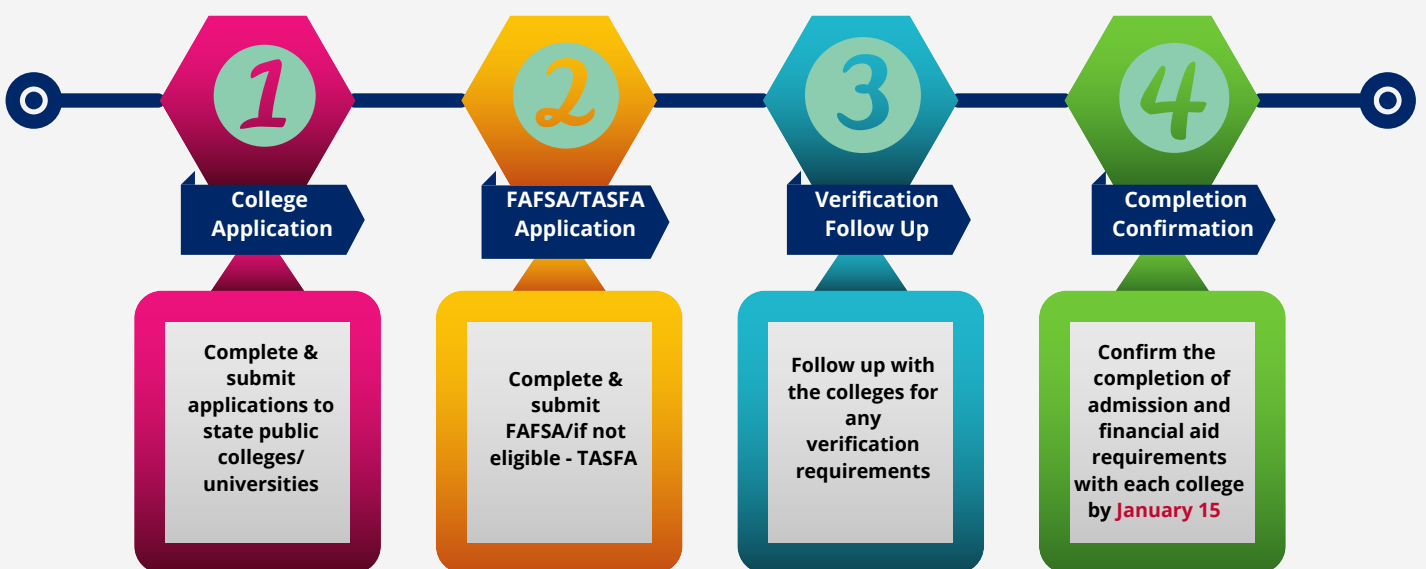 1
College
Application
Complete &
submit
applications to
state public
colleges/
universities
2
FAFSA/TASFA
Application
Complete &
submit
FAFSA/if not
eligible - TASFA
3
Verification
Follow Up
Follow up with
the colleges for
any
verification
requirements
4
Completion
Confirmation
Confirm the
completion of
admission and
financial aid
requirements
with each college
by January 15